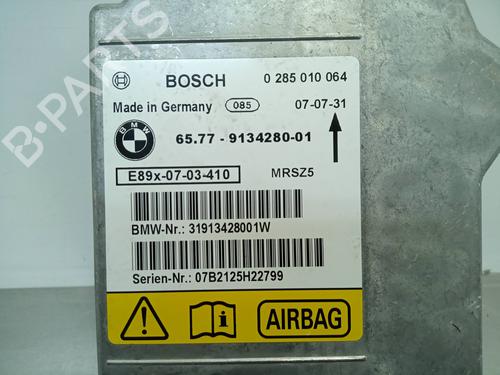 B-PARTS
BOSCH 0 285 010 064
Made in Germany 085 07-07-31
BMW
65.77 - 9134280-01
E89x-07-03-410 MRSZ5
BMW-Nr.: 31913428001W
Serien-Nr.: 07B2125H22799
AIRBAG